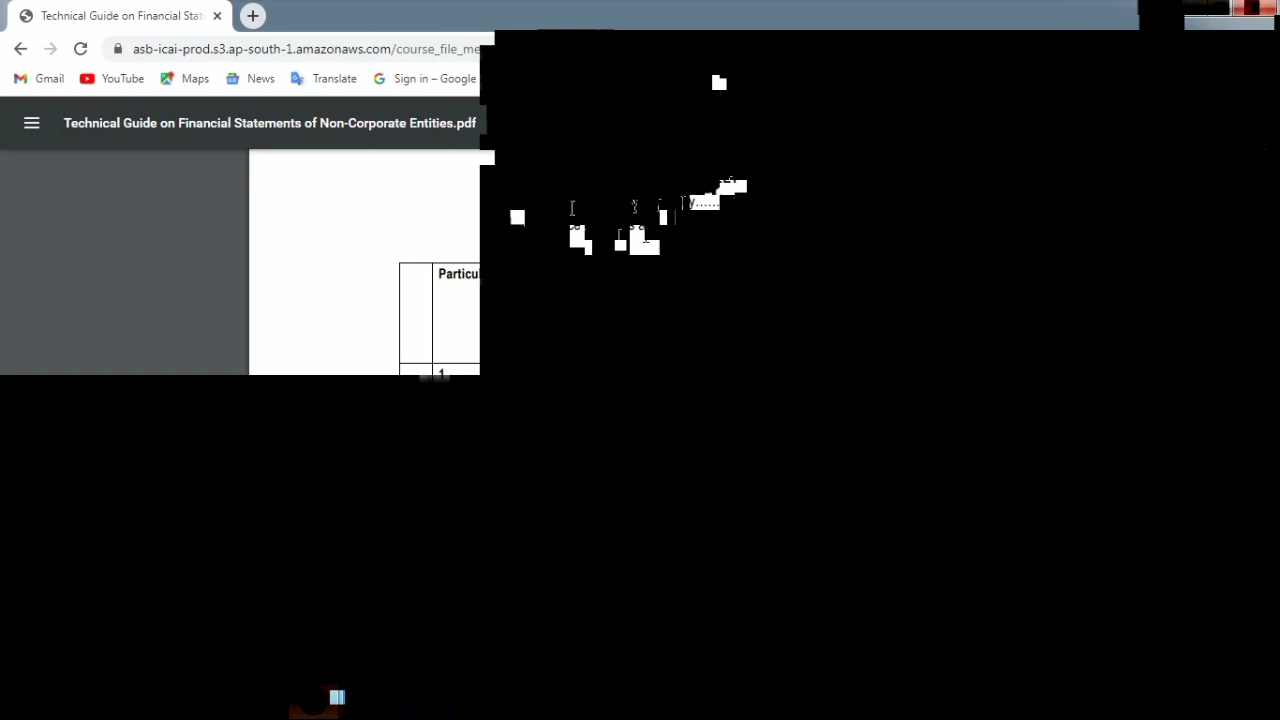 Technical Guide on Financial Stat
asb-icai-prod.s3.ap-south-1.amazonaws.com/course_file_me
Gmail YouTube Maps News Translate Sign in – Google
Technical Guide on Financial Statements of Non-Corporate Entities.pdf
y......
Particul
1